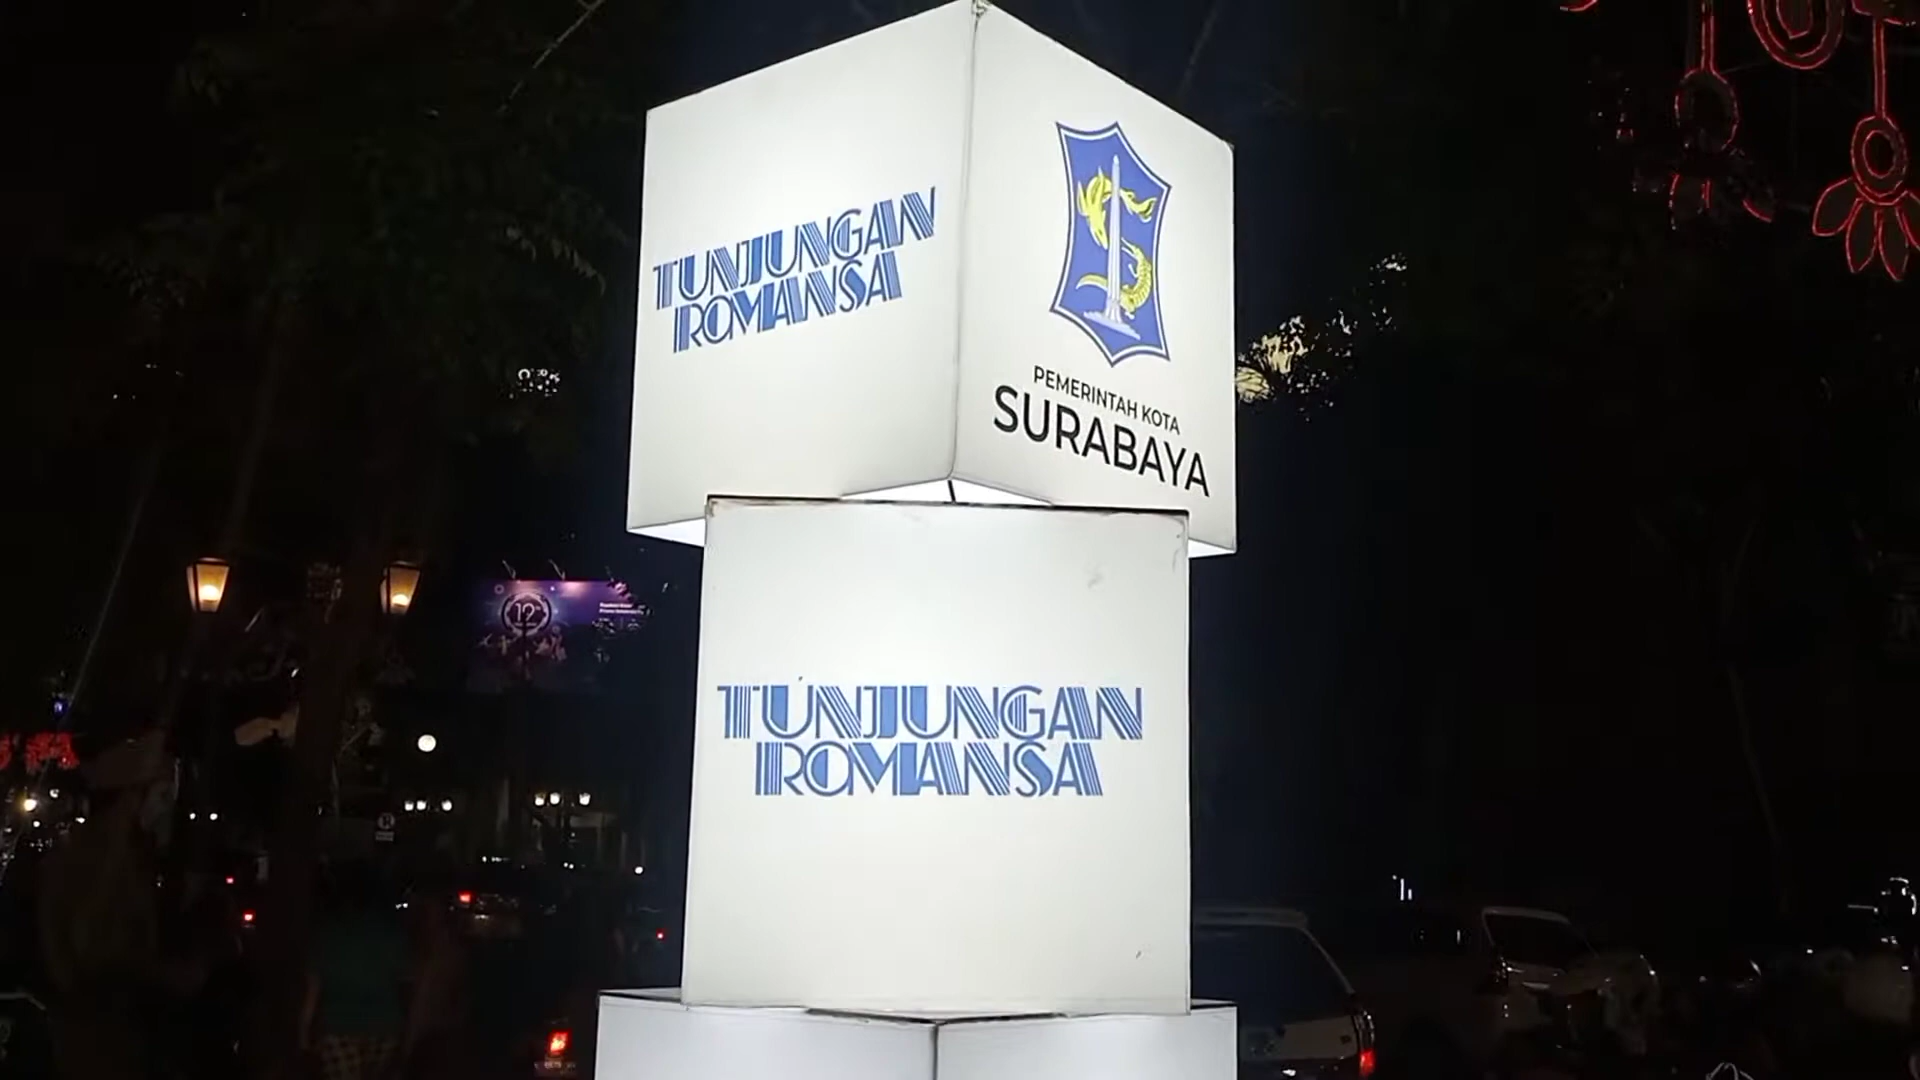 TUNJUNGAN
ROMANSA
PEMERINTAH KOTA
SURABAYA
TUNJUNGAN
ROMANSA